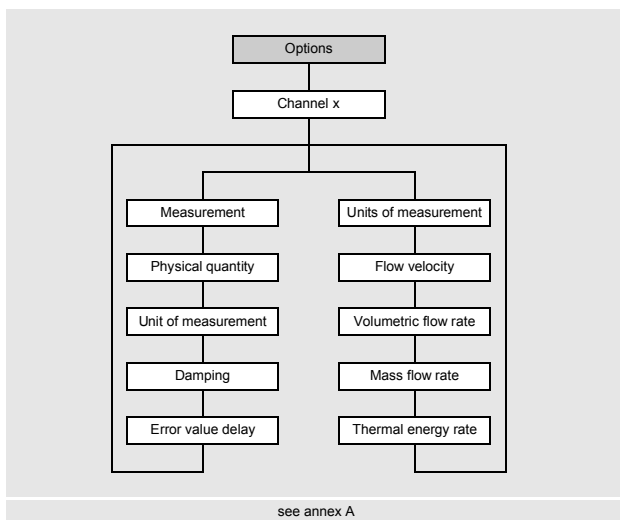 Options
Channel x
Measurement
Physical quantity
Unit of measurement
Damping
Error value delay
Units of measurement
Flow velocity
Volumetric flow rate
Mass flow rate
Thermal energy rate
see annex A